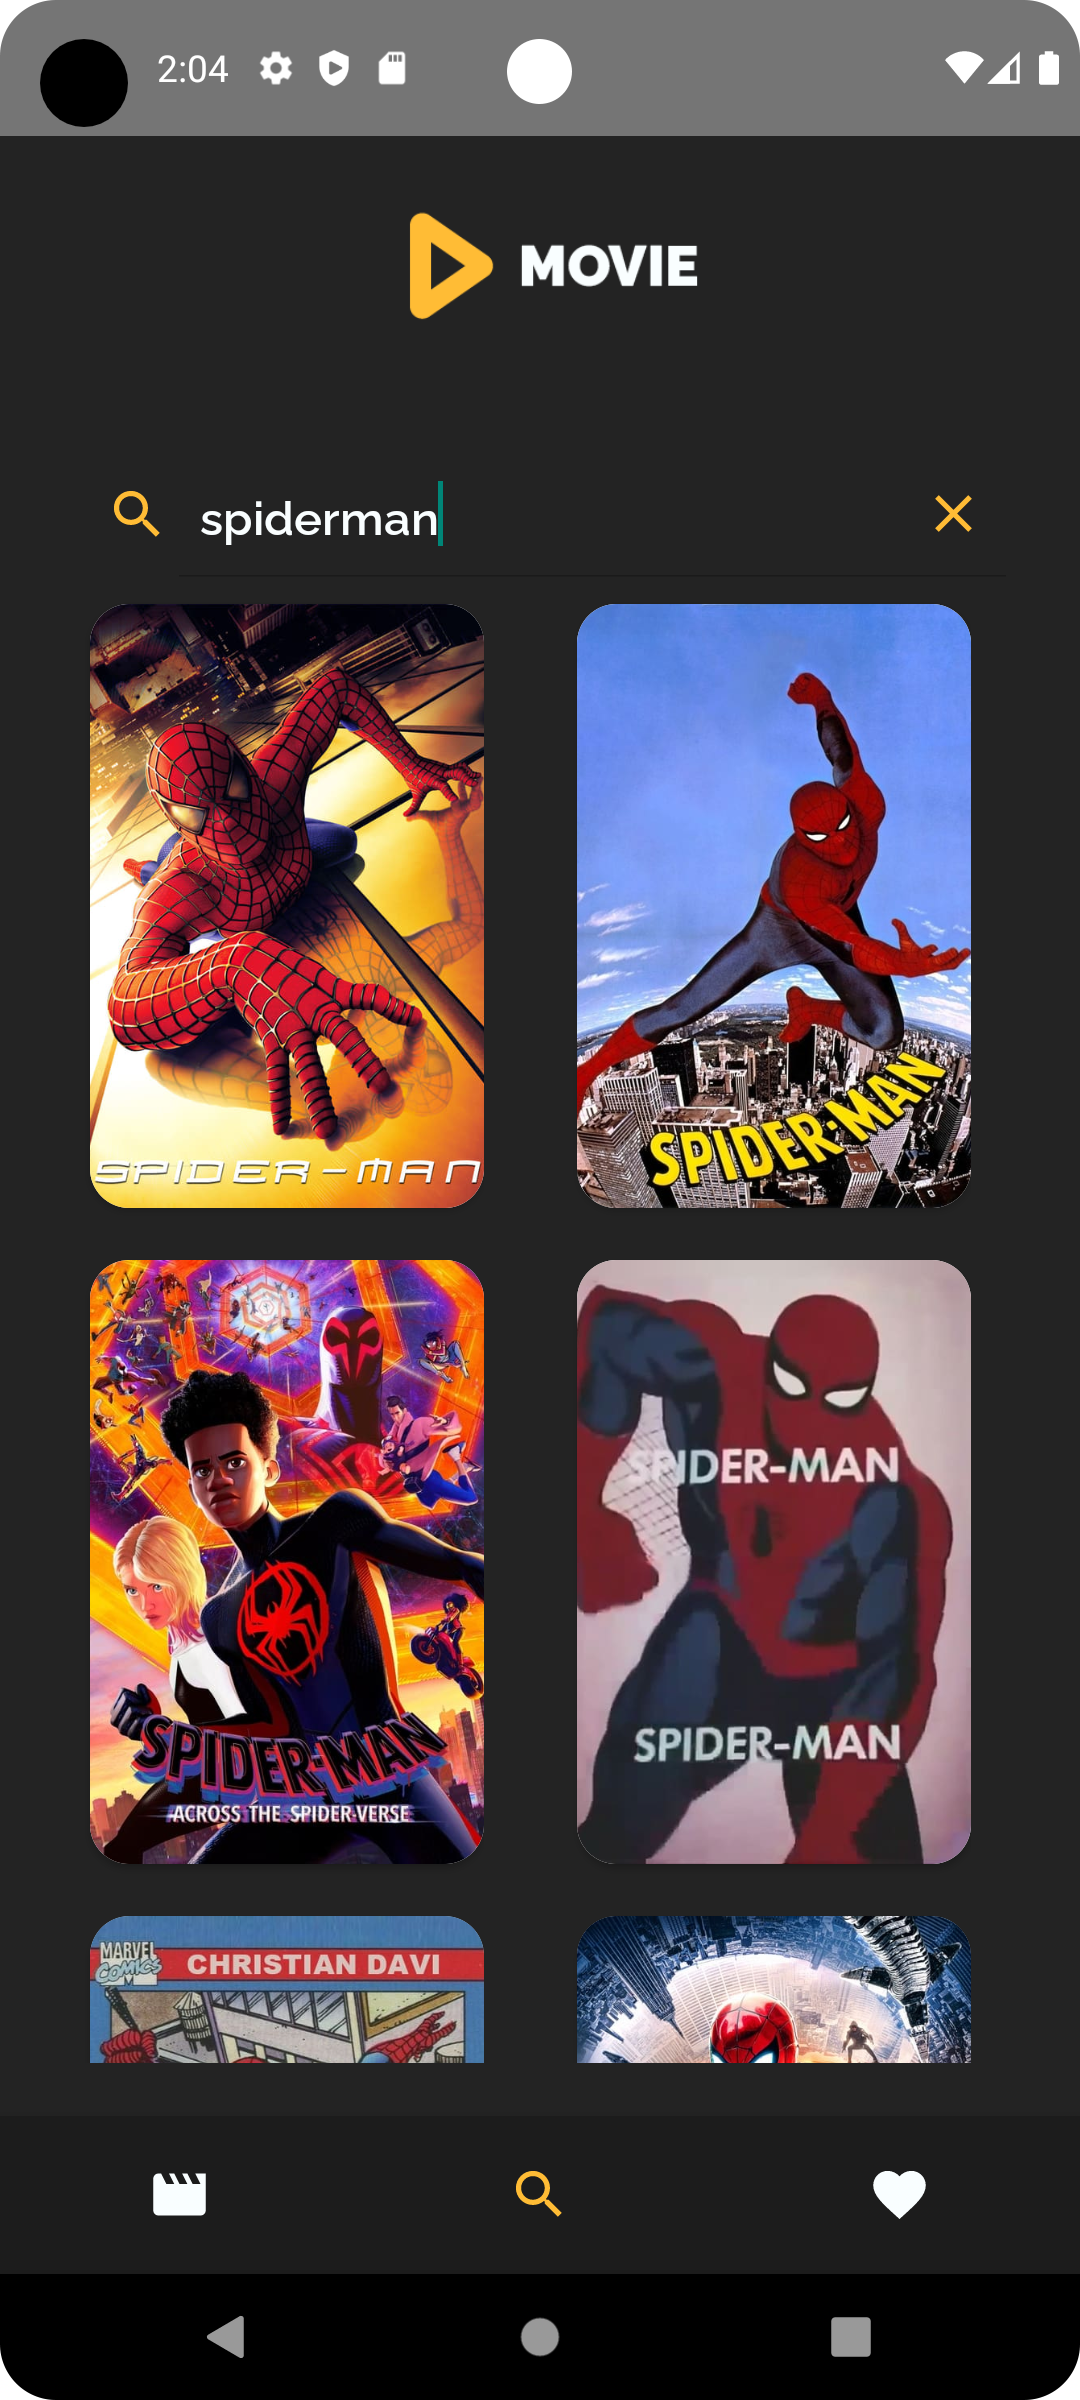 2:04
MOVIE
spiderman
SPIDER-MAN
SPIDER-MAN
SPIDER-MAN
ACROSS THE SPIDER-VERSE
SPIDER-MAN
SPIDER-MAN
MARVEL
COMICS
CHRISTIAN DAVI